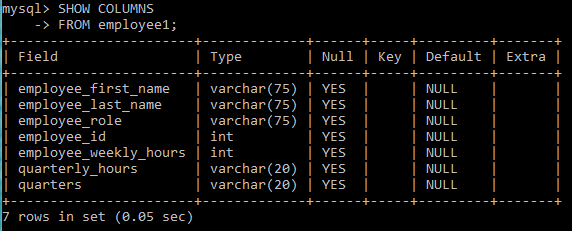 mysql> SHOW COLUMNS
    -> FROM employee1;
+-----------------------+-------------+------+-----+---------+-------+
| Field                 | Type        | Null | Key | Default | Extra |
+-----------------------+-------------+------+-----+---------+-------+
| employee_first_name   | varchar(75) | YES  |     | NULL    |       |
| employee_last_name    | varchar(75) | YES  |     | NULL    |       |
| employee_role         | varchar(75) | YES  |     | NULL    |       |
| employee_id           | int         | YES  |     | NULL    |       |
| employee_weekly_hours | int         | YES  |     | NULL    |       |
| quarterly_hours       | varchar(20) | YES  |     | NULL    |       |
| quarters              | varchar(20) | YES  |     | NULL    |       |
+-----------------------+-------------+------+-----+---------+-------+
7 rows in set (0.05 sec)